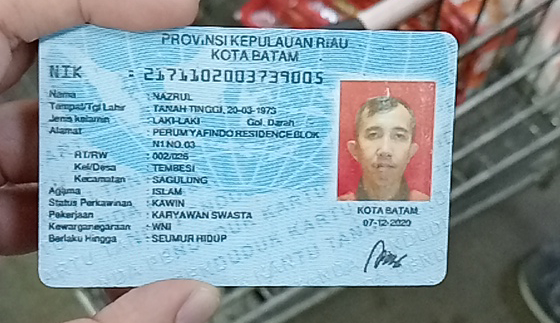 PROVINSI KEPULAUAN RIAU
KOTA BATAM
NIK : 2171102003739005
Nama : NAZRUL
Tempat/Tgl Lahir : TANAH TINGGI, 20-03-1973
Jenis kelamin : LAKI-LAKI Gol. Darah
Alamat : PERUM YAFINDO RESIDENCE BLOK
N1 NO.03
RT/RW : 002/026
Kel/Desa : TEMBESI
Kecamatan : SAGULUNG
Agama : ISLAM
Status Perkawinan : KAWIN
Pekerjaan : KARYAWAN SWASTA
Kewarganegaraan : WNI
Berlaku Hingga : SEUMUR HIDUP
KOTA BATAM
07-12-2020